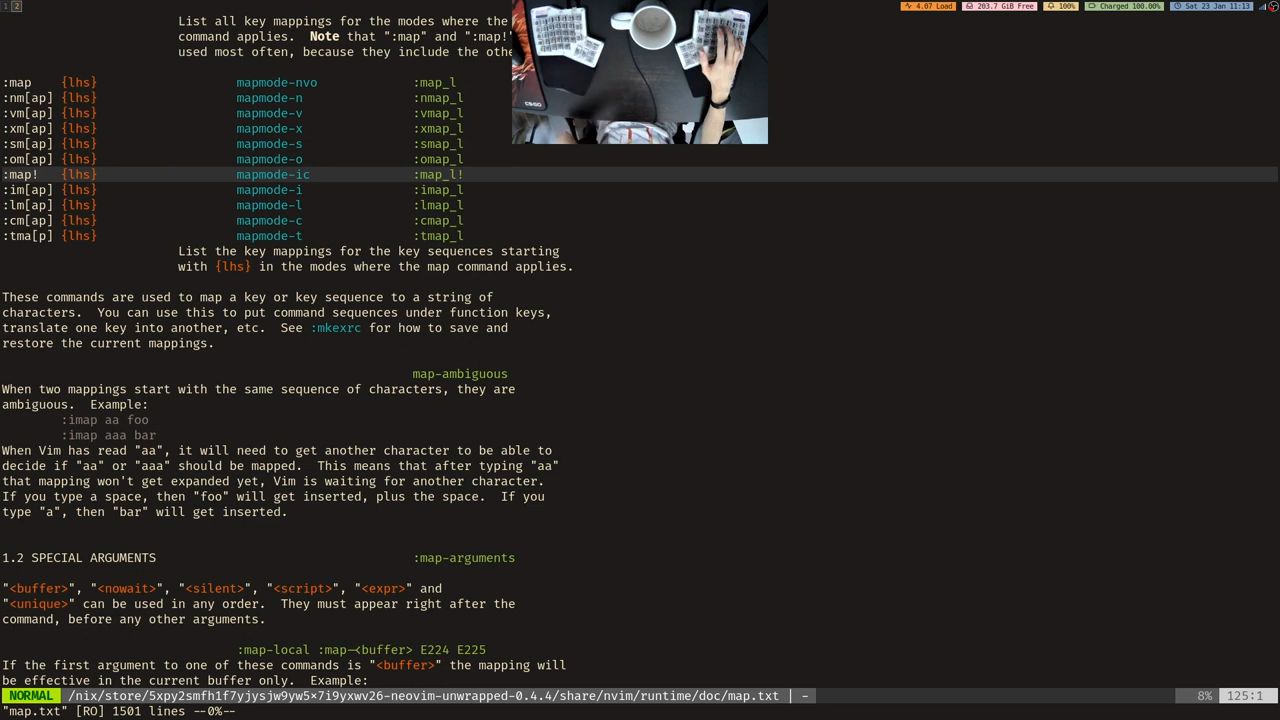 1 2
4.07 Load 203.7 GiB Free 100% Charged 100.00% Sat 23 Jan 11:13
List all key mappings for the modes where the
command applies.  Note that ":map" and ":map!"
used most often, because they include the othe
:map    {lhs}    mapmode-nvo    :map_l
:nm[ap] {lhs}    mapmode-n    :nmap_l
:vm[ap] {lhs}    mapmode-v    :vmap_l
:xm[ap] {lhs}    mapmode-x    :xmap_l
:sm[ap] {lhs}    mapmode-s    :smap_l
:om[ap] {lhs}    mapmode-o    :omap_l
:map!   {lhs}    mapmode-ic    :map_l!
:im[ap] {lhs}    mapmode-i    :imap_l
:lm[ap] {lhs}    mapmode-l    :lmap_l
:cm[ap] {lhs}    mapmode-c    :cmap_l
:tma[p] {lhs}    mapmode-t    :tmap_l
List the key mappings for the key sequences starting
with {lhs} in the modes where the map command applies.
These commands are used to map a key or key sequence to a string of
characters.  You can use this to put command sequences under function keys,
translate one key into another, etc.  See :mkexrc for how to save and
restore the current mappings.
map-ambiguous
When two mappings start with the same sequence of characters, they are
ambiguous.  Example:
:imap aa foo
:imap aaa bar
When Vim has read "aa", it will need to get another character to be able to
decide if "aa" or "aaa" should be mapped.  This means that after typing "aa"
that mapping won't get expanded yet, Vim is waiting for another character.
If you type a space, then "foo" will get inserted, plus the space.  If you
type "a", then "bar" will get inserted.
1.2 SPECIAL ARGUMENTS    :map-arguments
"<buffer>", "<nowait>", "<silent>", "<script>", "<expr>" and
"<unique>" can be used in any order.  They must appear right after the
command, before any other arguments.
:map-local :map-<buffer> E224 E225
If the first argument to one of these commands is "<buffer>" the mapping will
be effective in the current buffer only.  Example:
NORMAL /nix/store/5xpy2smfh1f7yjysjw9yw5x7i9yxwv26-neovim-unwrapped-0.4.4/share/nvim/runtime/doc/map.txt | - 8% 125:1
"map.txt" [RO] 1501 lines --0%--